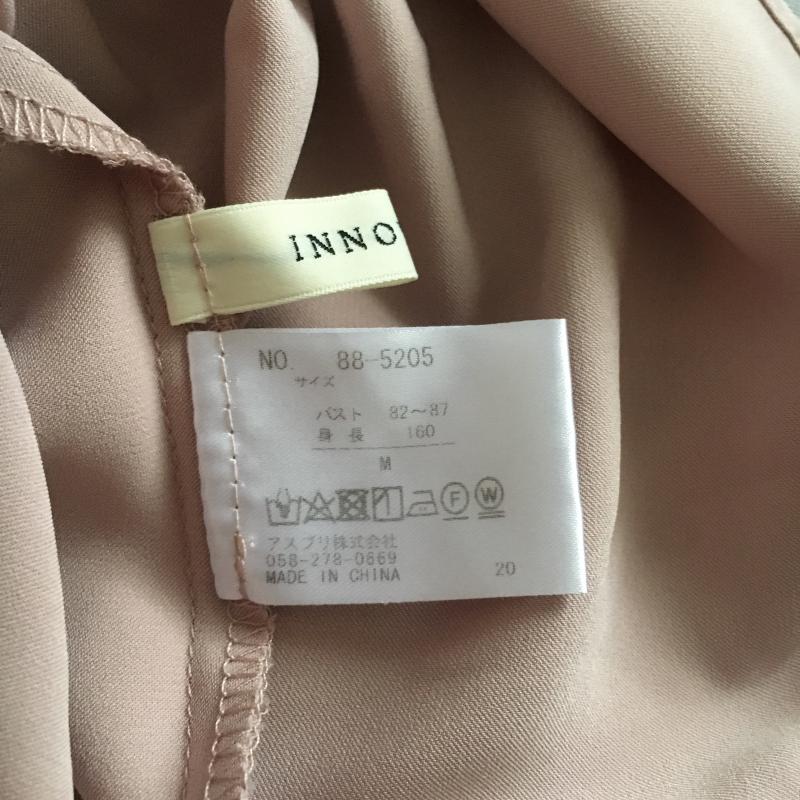 INNO
NO. 88-5205
サイズ
バスト 82～87
身長 160
M
F W
アスプリ株式会社
058-278-0669
MADE IN CHINA 20